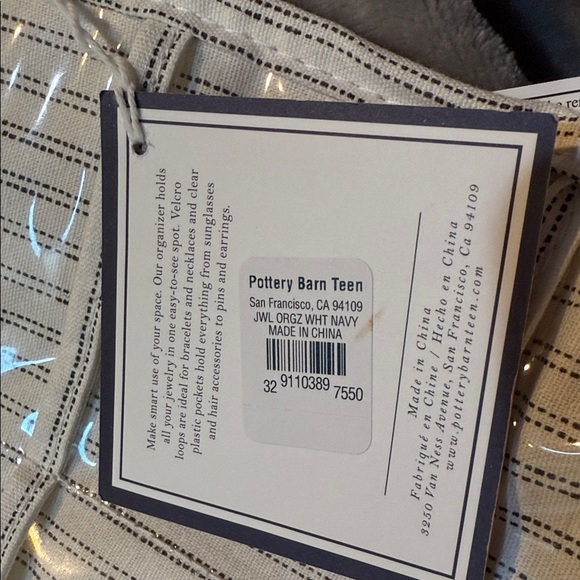 Make smart use of your space. Our organizer holds
all your jewelry in one easy-to-see spot. Velcro
loops are ideal for bracelets and necklaces and clear
plastic pockets hold everything from sunglasses
and hair accessories to pins and earrings.
Pottery Barn Teen
San Francisco, CA 94109
JWL ORGZ WHT NAVY
MADE IN CHINA
32 9110389 7550
Made in China
Fabriqué en Chine / Hecho en China
3250 Van Ness Avenue, San Francisco, Ca 94109
www.potterybarnteen.com